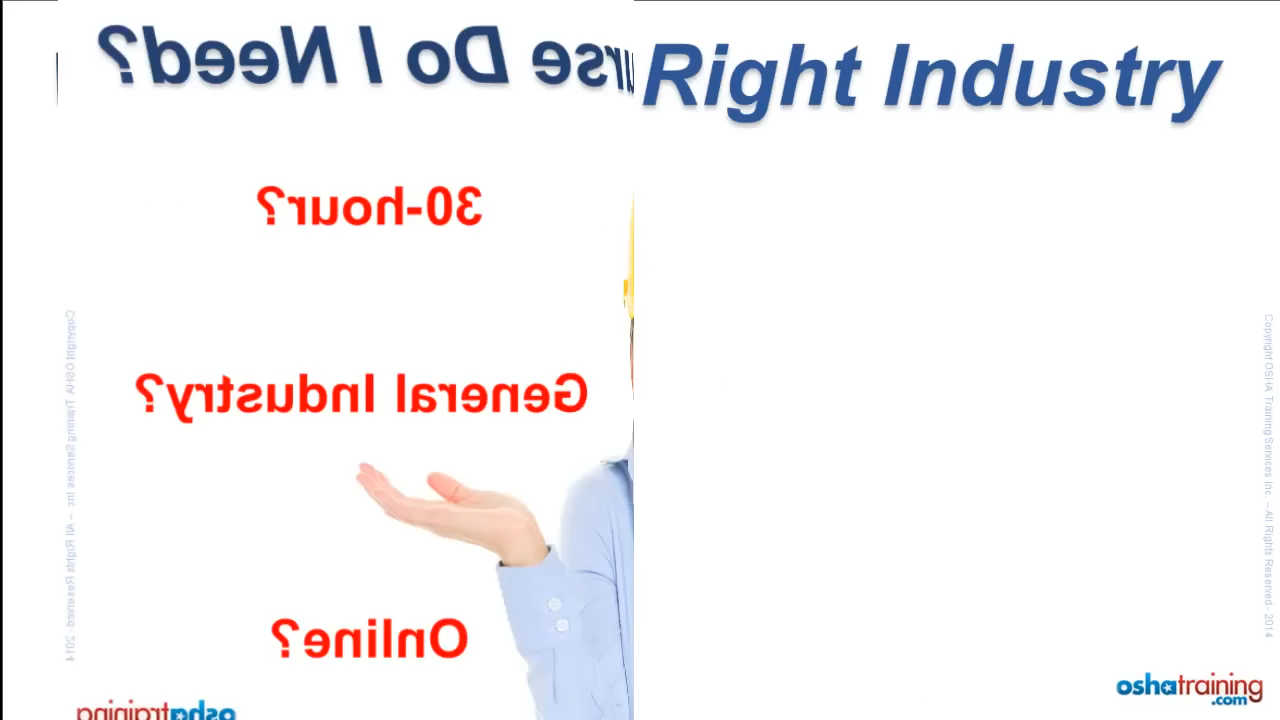 rse Do I Need?
30-hour?
General Industry?
Online?
Copyright OSHA Training Services Inc. – All Rights Reserved - 2014
oshatraining
Right Industry
Copyright OSHA Training Services Inc. – All Rights Reserved - 2014
oshatraining
.com